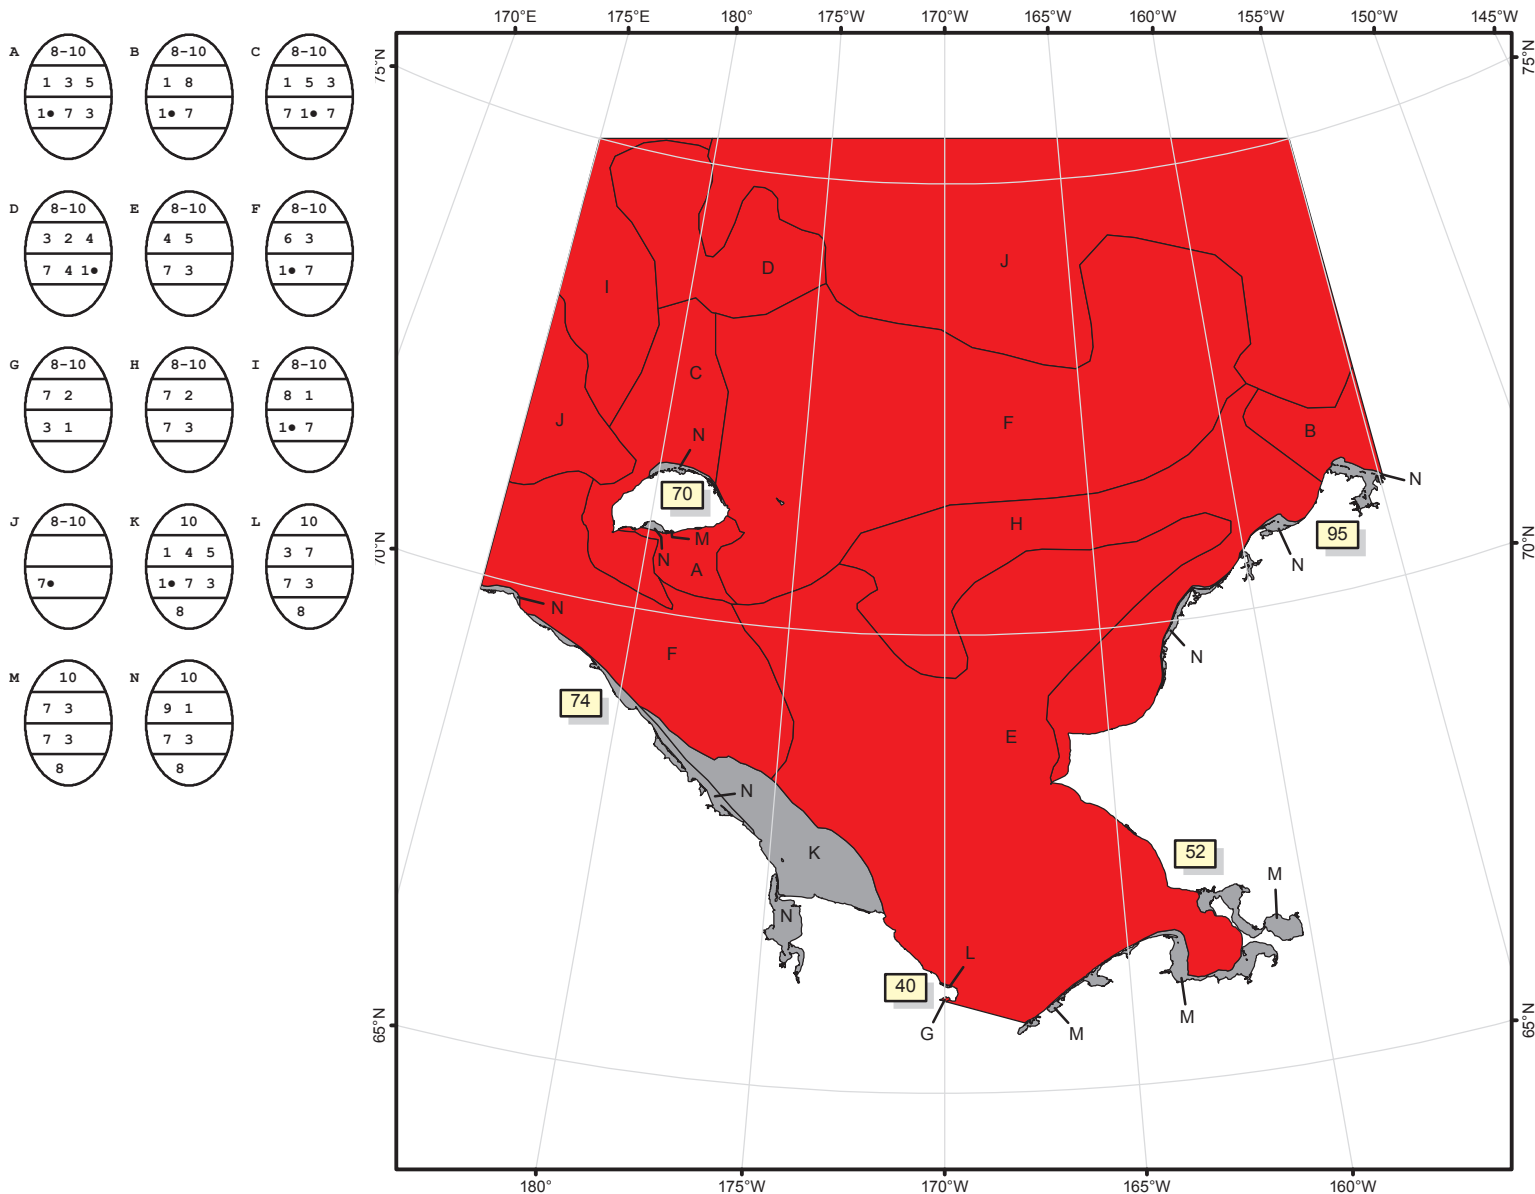 170°E 175°E 180° 175°W 170°W 165°W 160°W 155°W 150°W 145°W
75°N 75°N
A 8-10
1 3 5
1• 7 3
B 8-10
1 8
1• 7
C 8-10
1 5 3
7 1• 7
D 8-10
3 2 4
7 4 1•
E 8-10
4 5
7 3
F 8-10
6 3
1• 7
G 8-10
7 2
3 1
H 8-10
7 2
7 3
I 8-10
8 1
1• 7
J 8-10
7•
K 10
1 4 5
1• 7 3
8
L 10
3 7
7 3
8
M 10
7 3
7 3
8
N 10
9 1
7 3
8
J
D
I
C
J
F
B
N
N
70
H
95
M
N
A
N
70°N 70°N
N
N
F
74
E
N
K
52
M
N
L
40
M
G
M
65°N 65°N
180° 175°W 170°W 165°W 160°W